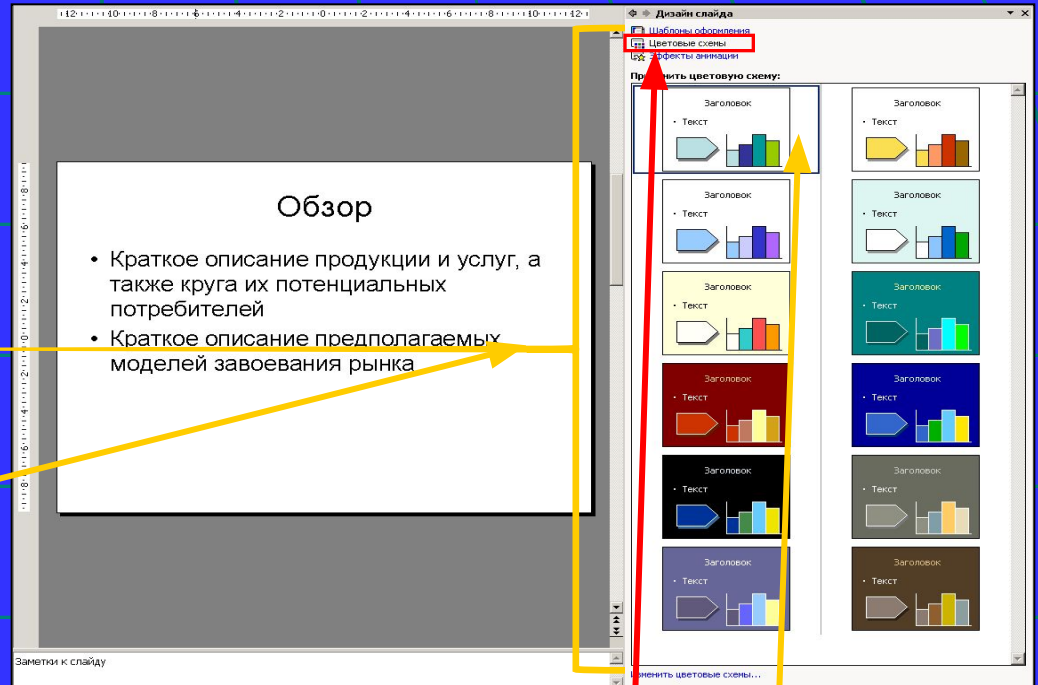 Дизайн слайда
Шаблоны оформления
Цветовые схемы
Эффекты анимации
Применить цветовую схему:
Обзор
• Краткое описание продукции и услуг, а
также круга их потенциальных
потребителей
• Краткое описание предполагаемых
моделей завоевания рынка
Заметки к слайду
Заголовок
• Текст
Заголовок
• Текст
Заголовок
• Текст
Заголовок
• Текст
Заголовок
• Текст
Заголовок
• Текст
Заголовок
• Текст
Заголовок
• Текст
Заголовок
• Текст
Заголовок
• Текст
Заголовок
• Текст
Заголовок
• Текст
Изменить цветовые схемы...